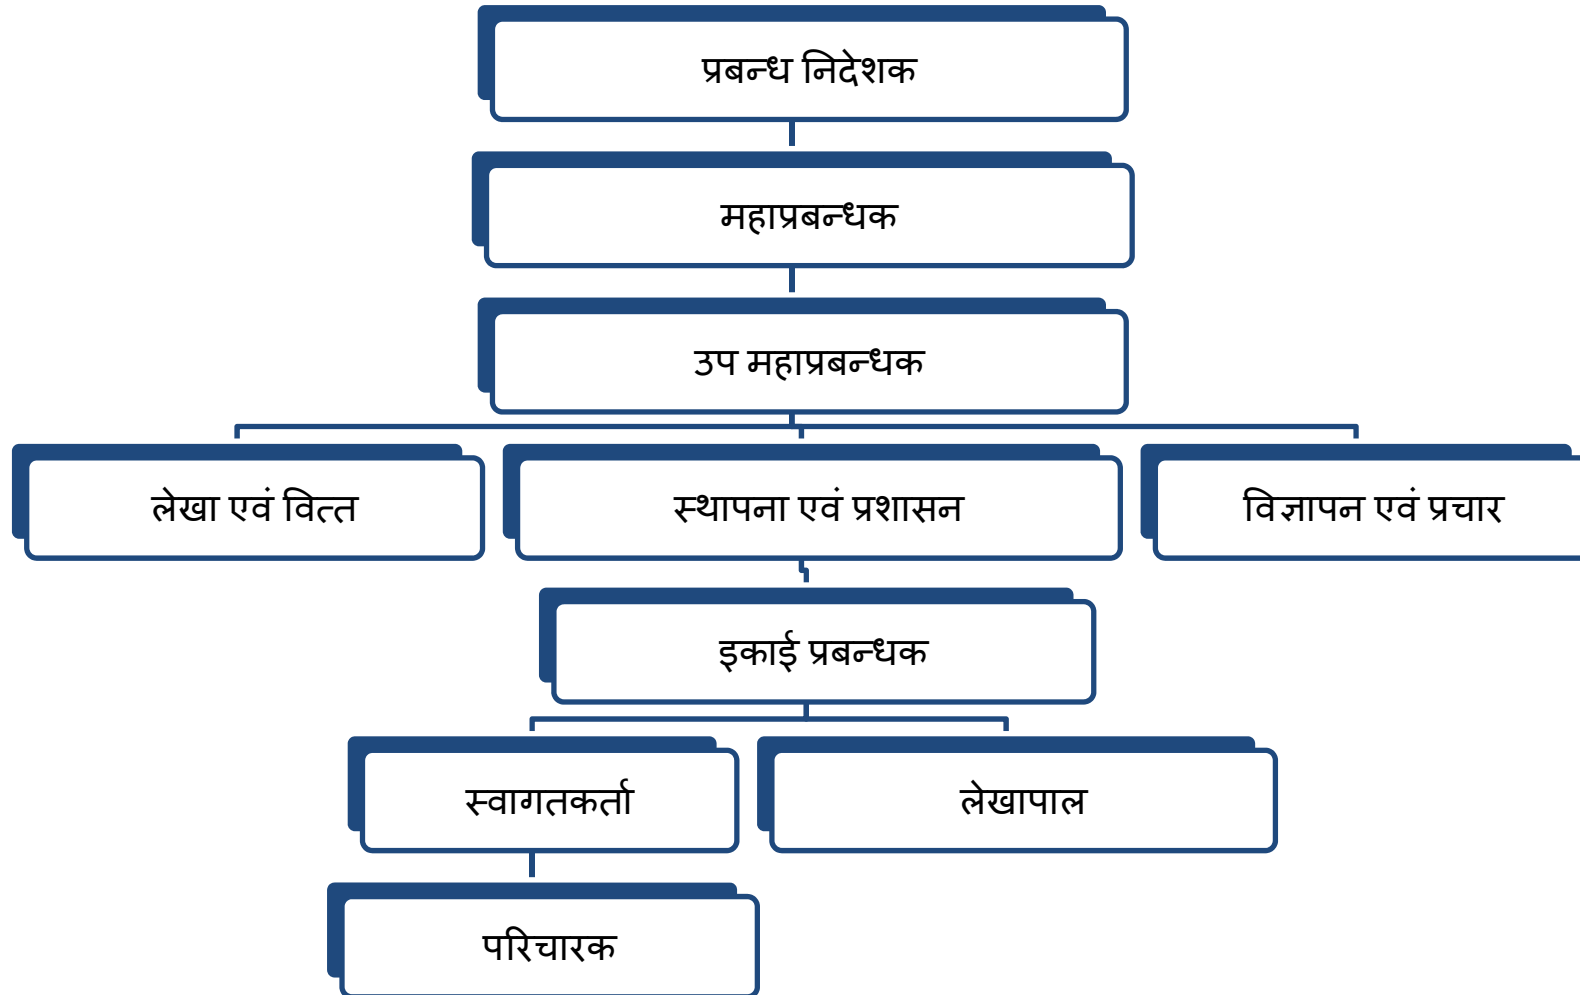 प्रबन्ध निदेशक
महाप्रबन्धक
उप महाप्रबन्धक
लेखा एवं वित्त
स्थापना एवं प्रशासन
विज्ञापन एवं प्रचार
इकाई प्रबन्धक
स्वागतकर्ता
लेखापाल
परिचारक